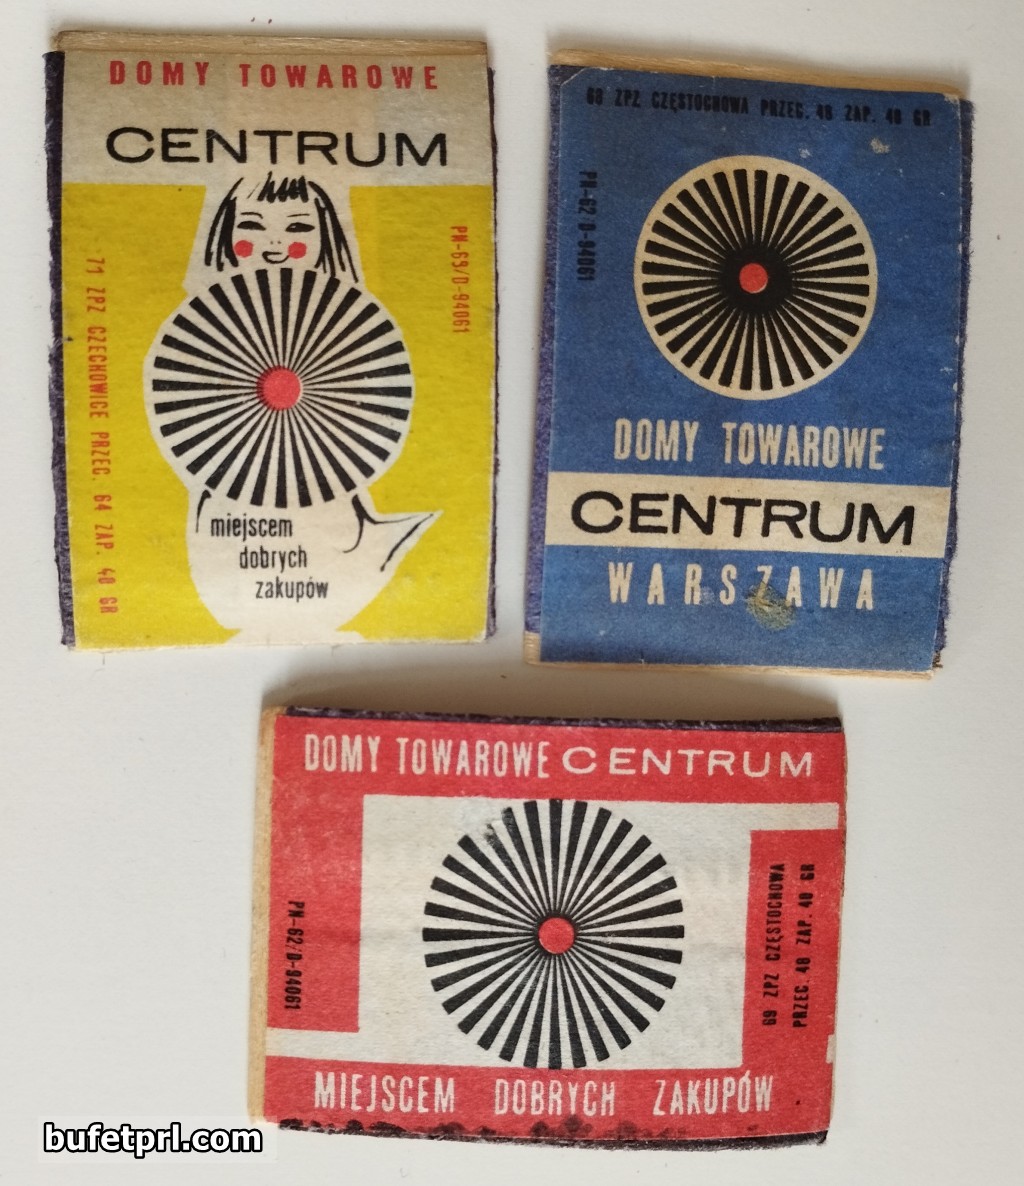 DOMY TOWAROWE
CENTRUM
PN-69/D-94061
71 ZPZ CZECHOWICE PRZEC. 64 ZAP. 40 GR
miejscem
dobrych
zakupów
69 ZPZ CZĘSTOCHOWA PRZEC. 48 ZAP. 40 GR
PN-62/D-94061
DOMY TOWAROWE
CENTRUM
WARSZAWA
DOMY TOWAROWE CENTRUM
PN-62/D-94061
69 ZPZ CZĘSTOCHOWA
PRZEC. 48 ZAP. 40 GR
MIEJSCEM DOBRYCH ZAKUPÓW
bufetprl.com